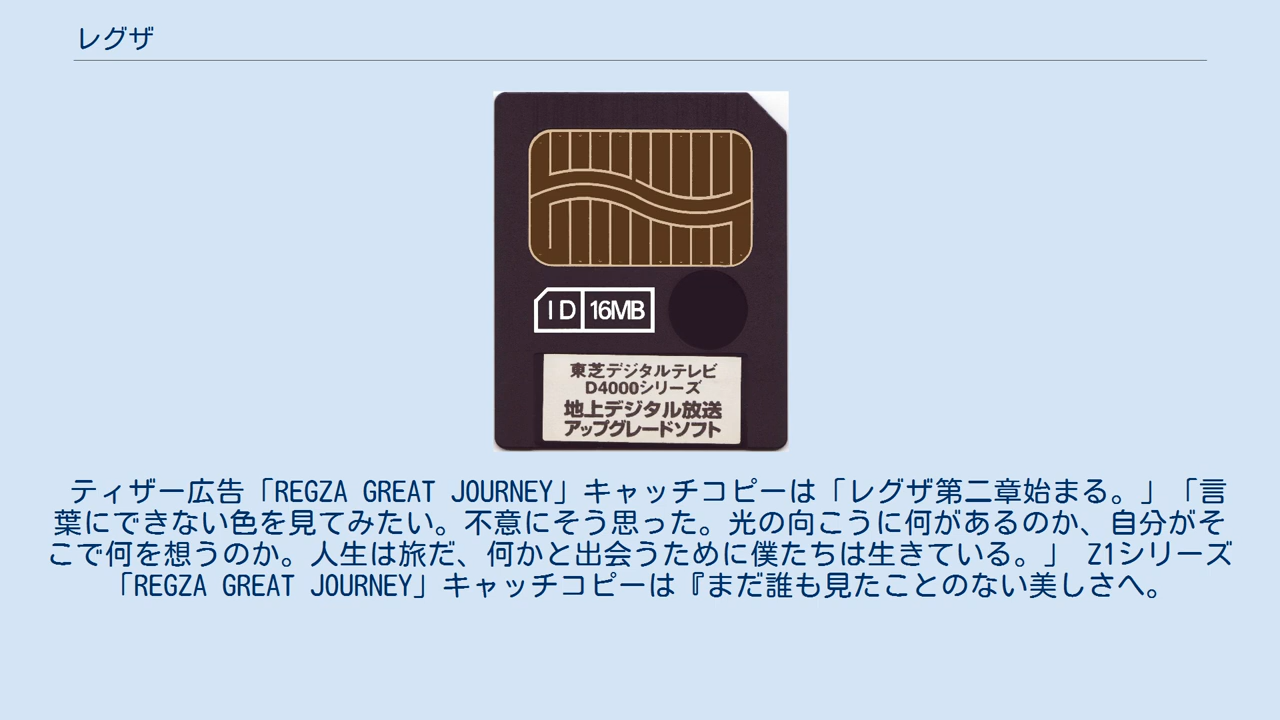 レグザ
ID 16MB
東芝デジタルテレビ
D4000シリーズ
地上デジタル放送
アップグレードソフト
ティザー広告「REGZA GREAT JOURNEY」キャッチコピーは「レグザ第二章始まる。」「言
葉にできない色を見てみたい。不意にそう思った。光の向こうに何があるのか、自分がそ
こで何を想うのか。人生は旅だ、何かと出会うために僕たちは生きている。」 Z1シリーズ
「REGZA GREAT JOURNEY」キャッチコピーは『まだ誰も見たことのない美しさへ。